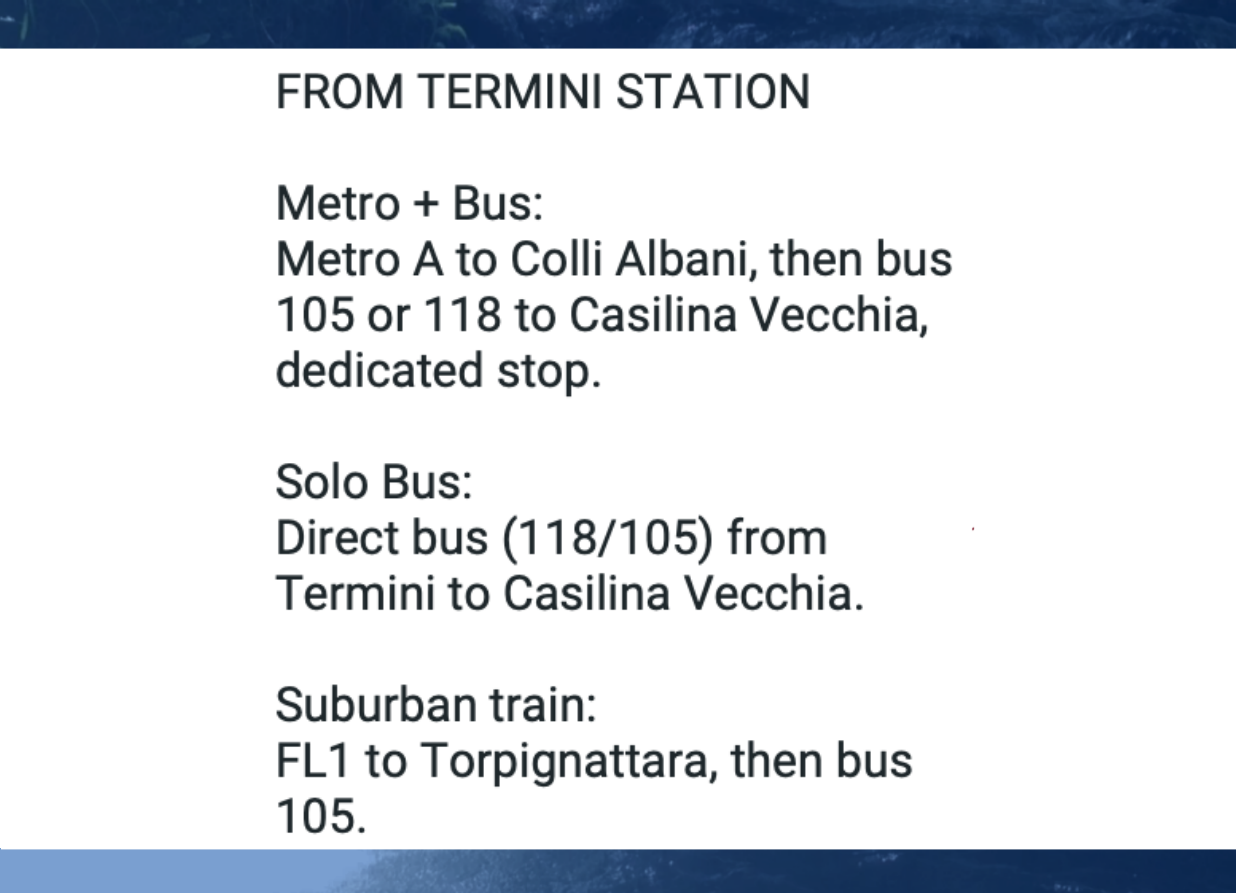 FROM TERMINI STATION
Metro + Bus:
Metro A to Colli Albani, then bus
105 or 118 to Casilina Vecchia,
dedicated stop.
Solo Bus:
Direct bus (118/105) from
Termini to Casilina Vecchia.
Suburban train:
FL1 to Torpignattara, then bus
105.